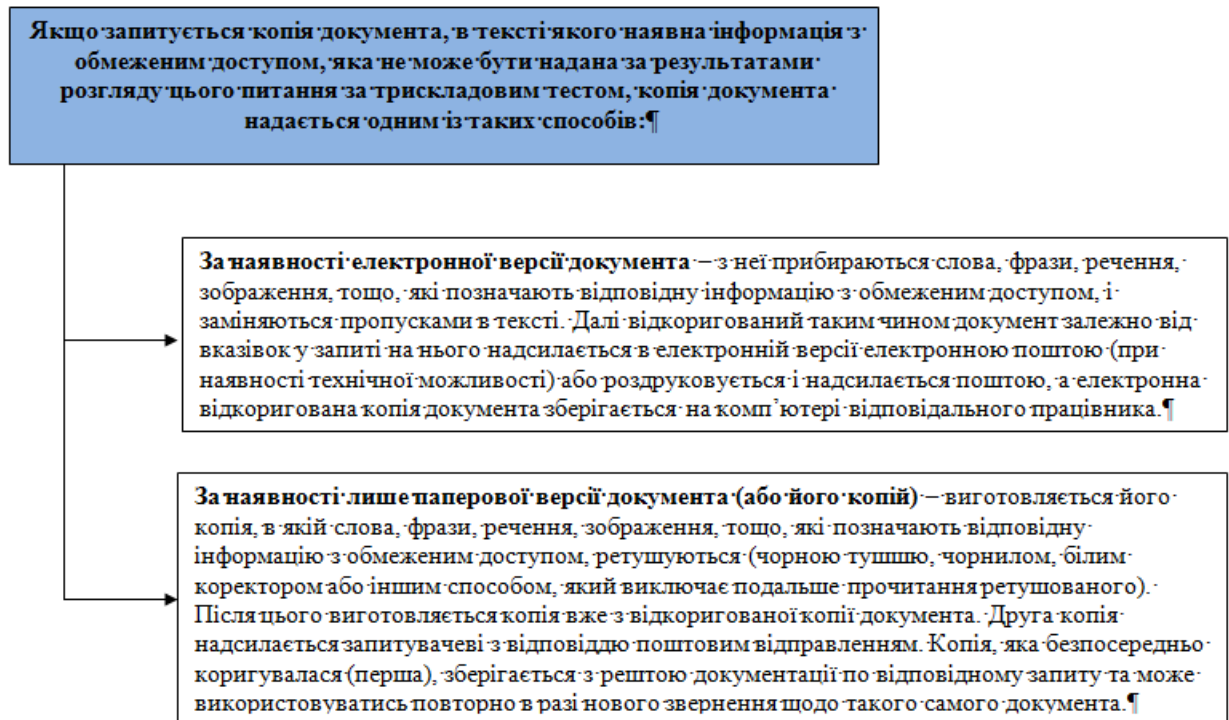 Якщо запитується копія документа, в тексті якого наявна інформація з
обмеженим доступом, яка не може бути надана за результатами
розгляду цього питання за трискладовим тестом, копія документа
надається одним із таких способів:¶
За наявності електронної версії документа – з неї прибираються слова, фрази, речення,
зображення, тощо, які позначають відповідну інформацію з обмеженим доступом, і
заміняються пропусками в тексті. Далі відкоригований таким чином документ залежно від
вказівок у запиті на нього надсилається в електронній версії електронною поштою (при
наявності технічної можливості) або роздруковується і надсилається поштою, а електронна
відкоригована копія документа зберігається на комп’ютері відповідального працівника.¶
За наявності лише паперової версії документа (або його копій) – виготовляється його
копія, в якій слова, фрази, речення, зображення, тощо, які позначають відповідну
інформацію з обмеженим доступом, ретушуються (чорною тушшю, чорнилом, білим
коректором або іншим способом, який виключає подальше прочитання ретушованого).
Після цього виготовляється копія вже з відкоригованої копії документа. Друга копія
надсилається запитувачеві з відповіддю поштовим відправленням. Копія, яка безпосередньо
коригувалася (перша), зберігається з рештою документації по відповідному запиту та може
використовуватись повторно в разі нового звернення щодо такого самого документа.¶